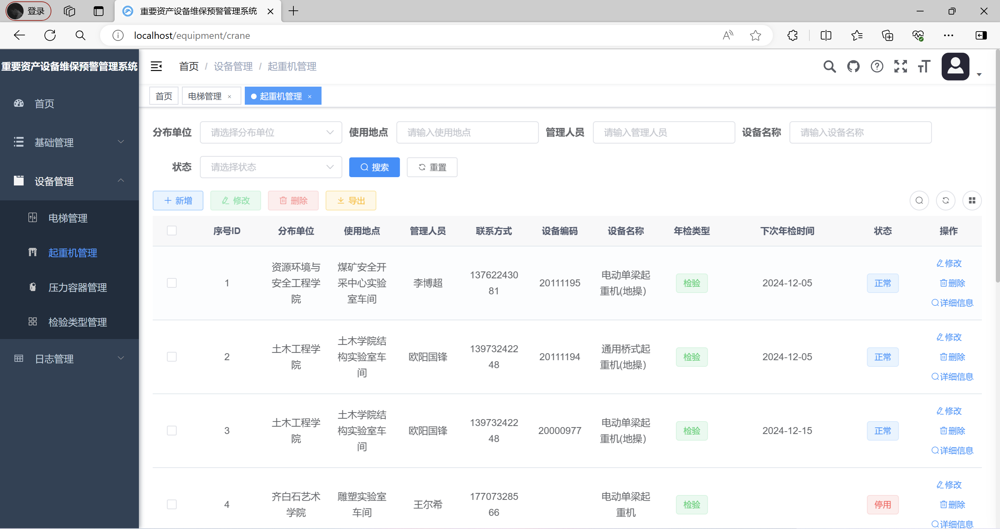 登录
重要资产设备维保预警管理系统
localhost/equipment/crane
重要资产设备维保预警管理系统
首页 / 设备管理 / 起重机管理
首页
电梯管理
起重机管理
首页
基础管理
设备管理
电梯管理
起重机管理
压力容器管理
检验类型管理
日志管理
分布单位 请选择分布单位 使用地点 请输入使用地点 管理人员 请输入管理人员 设备名称 请输入设备名称
状态 请选择状态 搜索 重置
新增 修改 删除 导出
序号ID 分布单位 使用地点 管理人员 联系方式 设备编码 设备名称 年检类型 下次年检时间 状态 操作
1
资源环境与
安全工程学
院
煤矿安全开
采中心实验
室车间
李博超
137622430
81
20111195
电动单梁起
重机(地操）
检验
2024-12-05
正常
修改
删除
详细信息
2
土木工程学
院
土木学院结
构实验室车
间
欧阳国锋
139732422
48
20111194
通用桥式起
重机(地操）
检验
2024-12-05
正常
修改
删除
详细信息
3
土木工程学
院
土木学院结
构实验室车
间
欧阳国锋
139732422
48
20000977
电动单梁起
重机(地操）
检验
2024-12-15
正常
修改
删除
详细信息
4
齐白石艺术
学院
雕塑实验室
车间
王尔希
177073285
66
电动单梁起
重机
检验
停用
修改
删除
详细信息